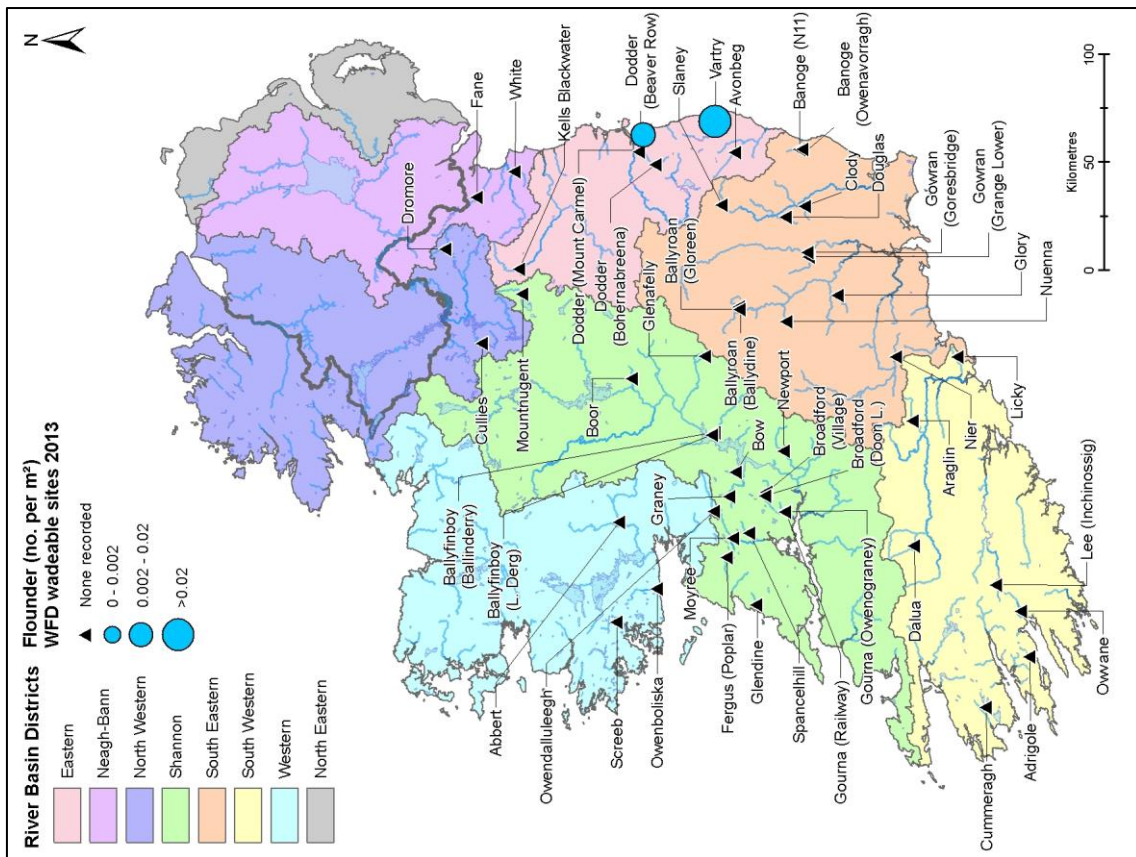 River Basin Districts
Eastern
Neagh-Bann
North Western
Shannon
South Eastern
South Western
Western
North Eastern
Flounder (no. per m²)
WFD wadeable sites 2013
None recorded
0 - 0.002
0.002 - 0.02
>0.02
N
Dromore
Fane
White
Kells Blackwater
Cullies
Mountnugent
Bor
Dodder (Mount Carmel)
Dodder
(Bohernabreena)
Glenafelly
Dodder
(Beaver Row)
Slaney
Vartry
Avonbeg
Banoge (N11)
Banoge
(Owenavorragh)
Ballyroan
(Gloreen)
Ballyroan
(Ballydine)
Clody
Douglas
Gowran
(Goresbridge)
Gowran
(Grange Lower)
Glory
Nuenna
Ballyfinboy
(Ballinderry)
Ballyfinboy
(L. Derg)
Abbert
Owendalluleegh
Screeb
Owenboliska
Graney
Moyree
Bow
Newport
Broadford
(Village)
Broadford
(Doon L.)
Fergus (Poplar)
Glendine
Spancelhill
Gourna (Railway)
Gourna (Owenograney)
Araglin
Nier
Licky
Dalua
Lee (Inchinossig)
Cummeragh
Adrigole
Owvane
0 50 100
Kilometres